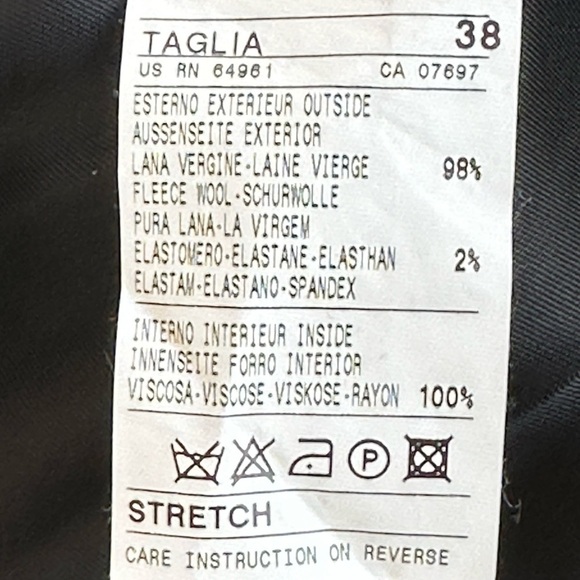 TAGLIA 38
US RN 64961 CA 07697
ESTERNO EXTERIEUR OUTSIDE
AUSSENSEITE EXTERIOR
LANA VERGINE-LAINE VIERGE 98%
FLEECE WOOL-SCHURWOLLE
PURA LANA-LA VIRGEM
ELASTOMERO-ELASTANE-ELASTHAN 2%
ELASTAM-ELASTANO-SPANDEX
INTERNO INTERIEUR INSIDE
INNENSEITE FORRO INTERIOR
VISCOSA-VISCOSE-VISKOSE-RAYON 100%
P
STRETCH
CARE INSTRUCTION ON REVERSE